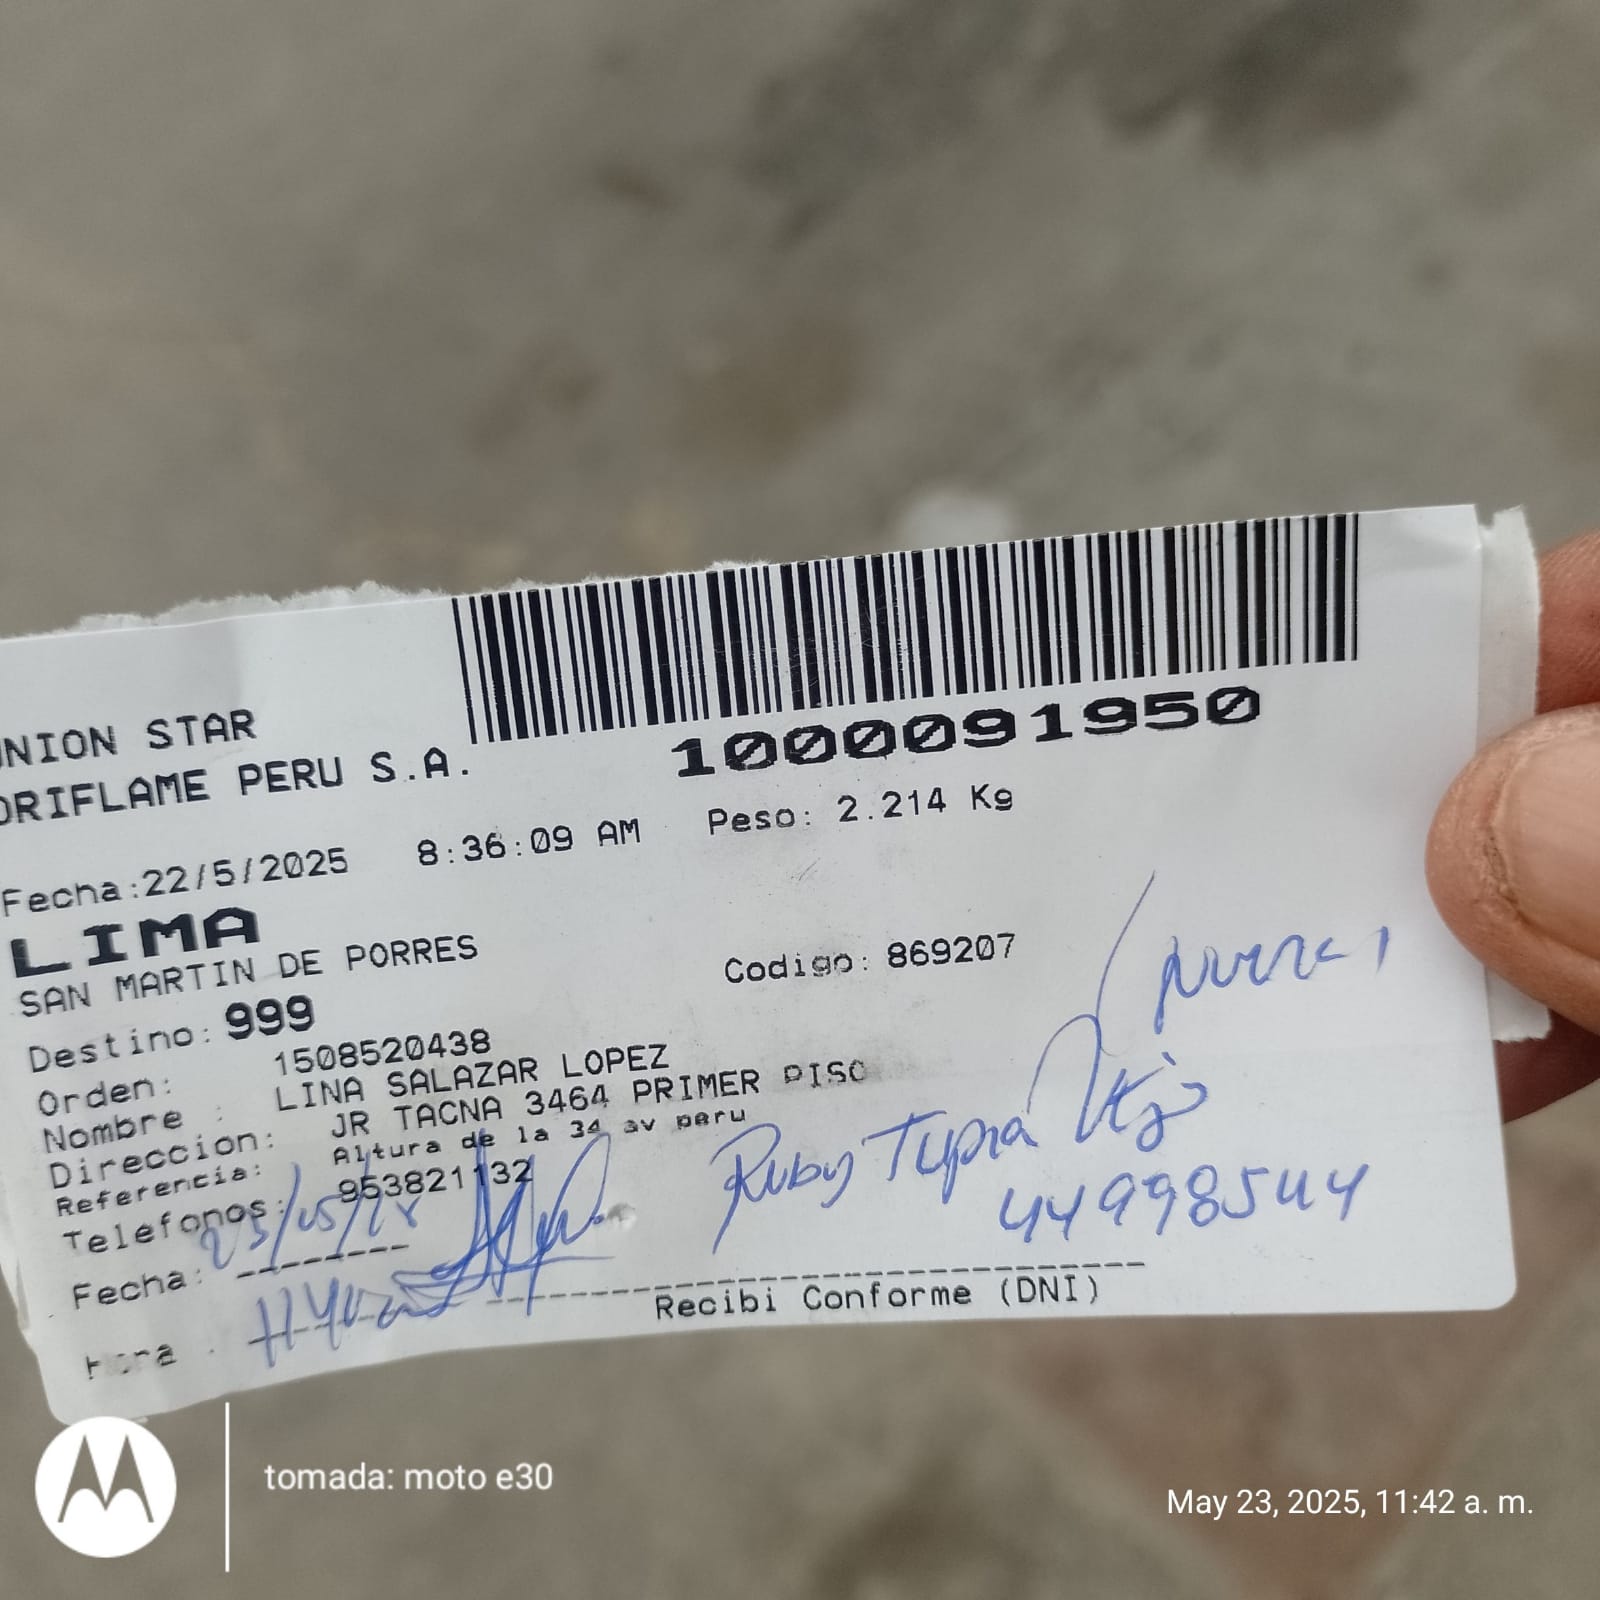 UNION STAR
ORIFLAME PERU S.A.
1000091950
Fecha:22/5/2025 8:36:09 AM Peso: 2.214 Kg
LIMA
SAN MARTIN DE PORRES
Destino: 999 Codigo: 869207
Orden: 1508520438
Nombre : LINA SALAZAR LOPEZ
Direccion: JR TACNA 3464 PRIMER PISO
Referencia: Altura de la 34 av peru
Telefonos: 953821132
Ruby
44998544
Fecha: 23/05/25
Hora :
Recibi Conforme (DNI)
tomada: moto e30
May 23, 2025, 11:42 a. m.